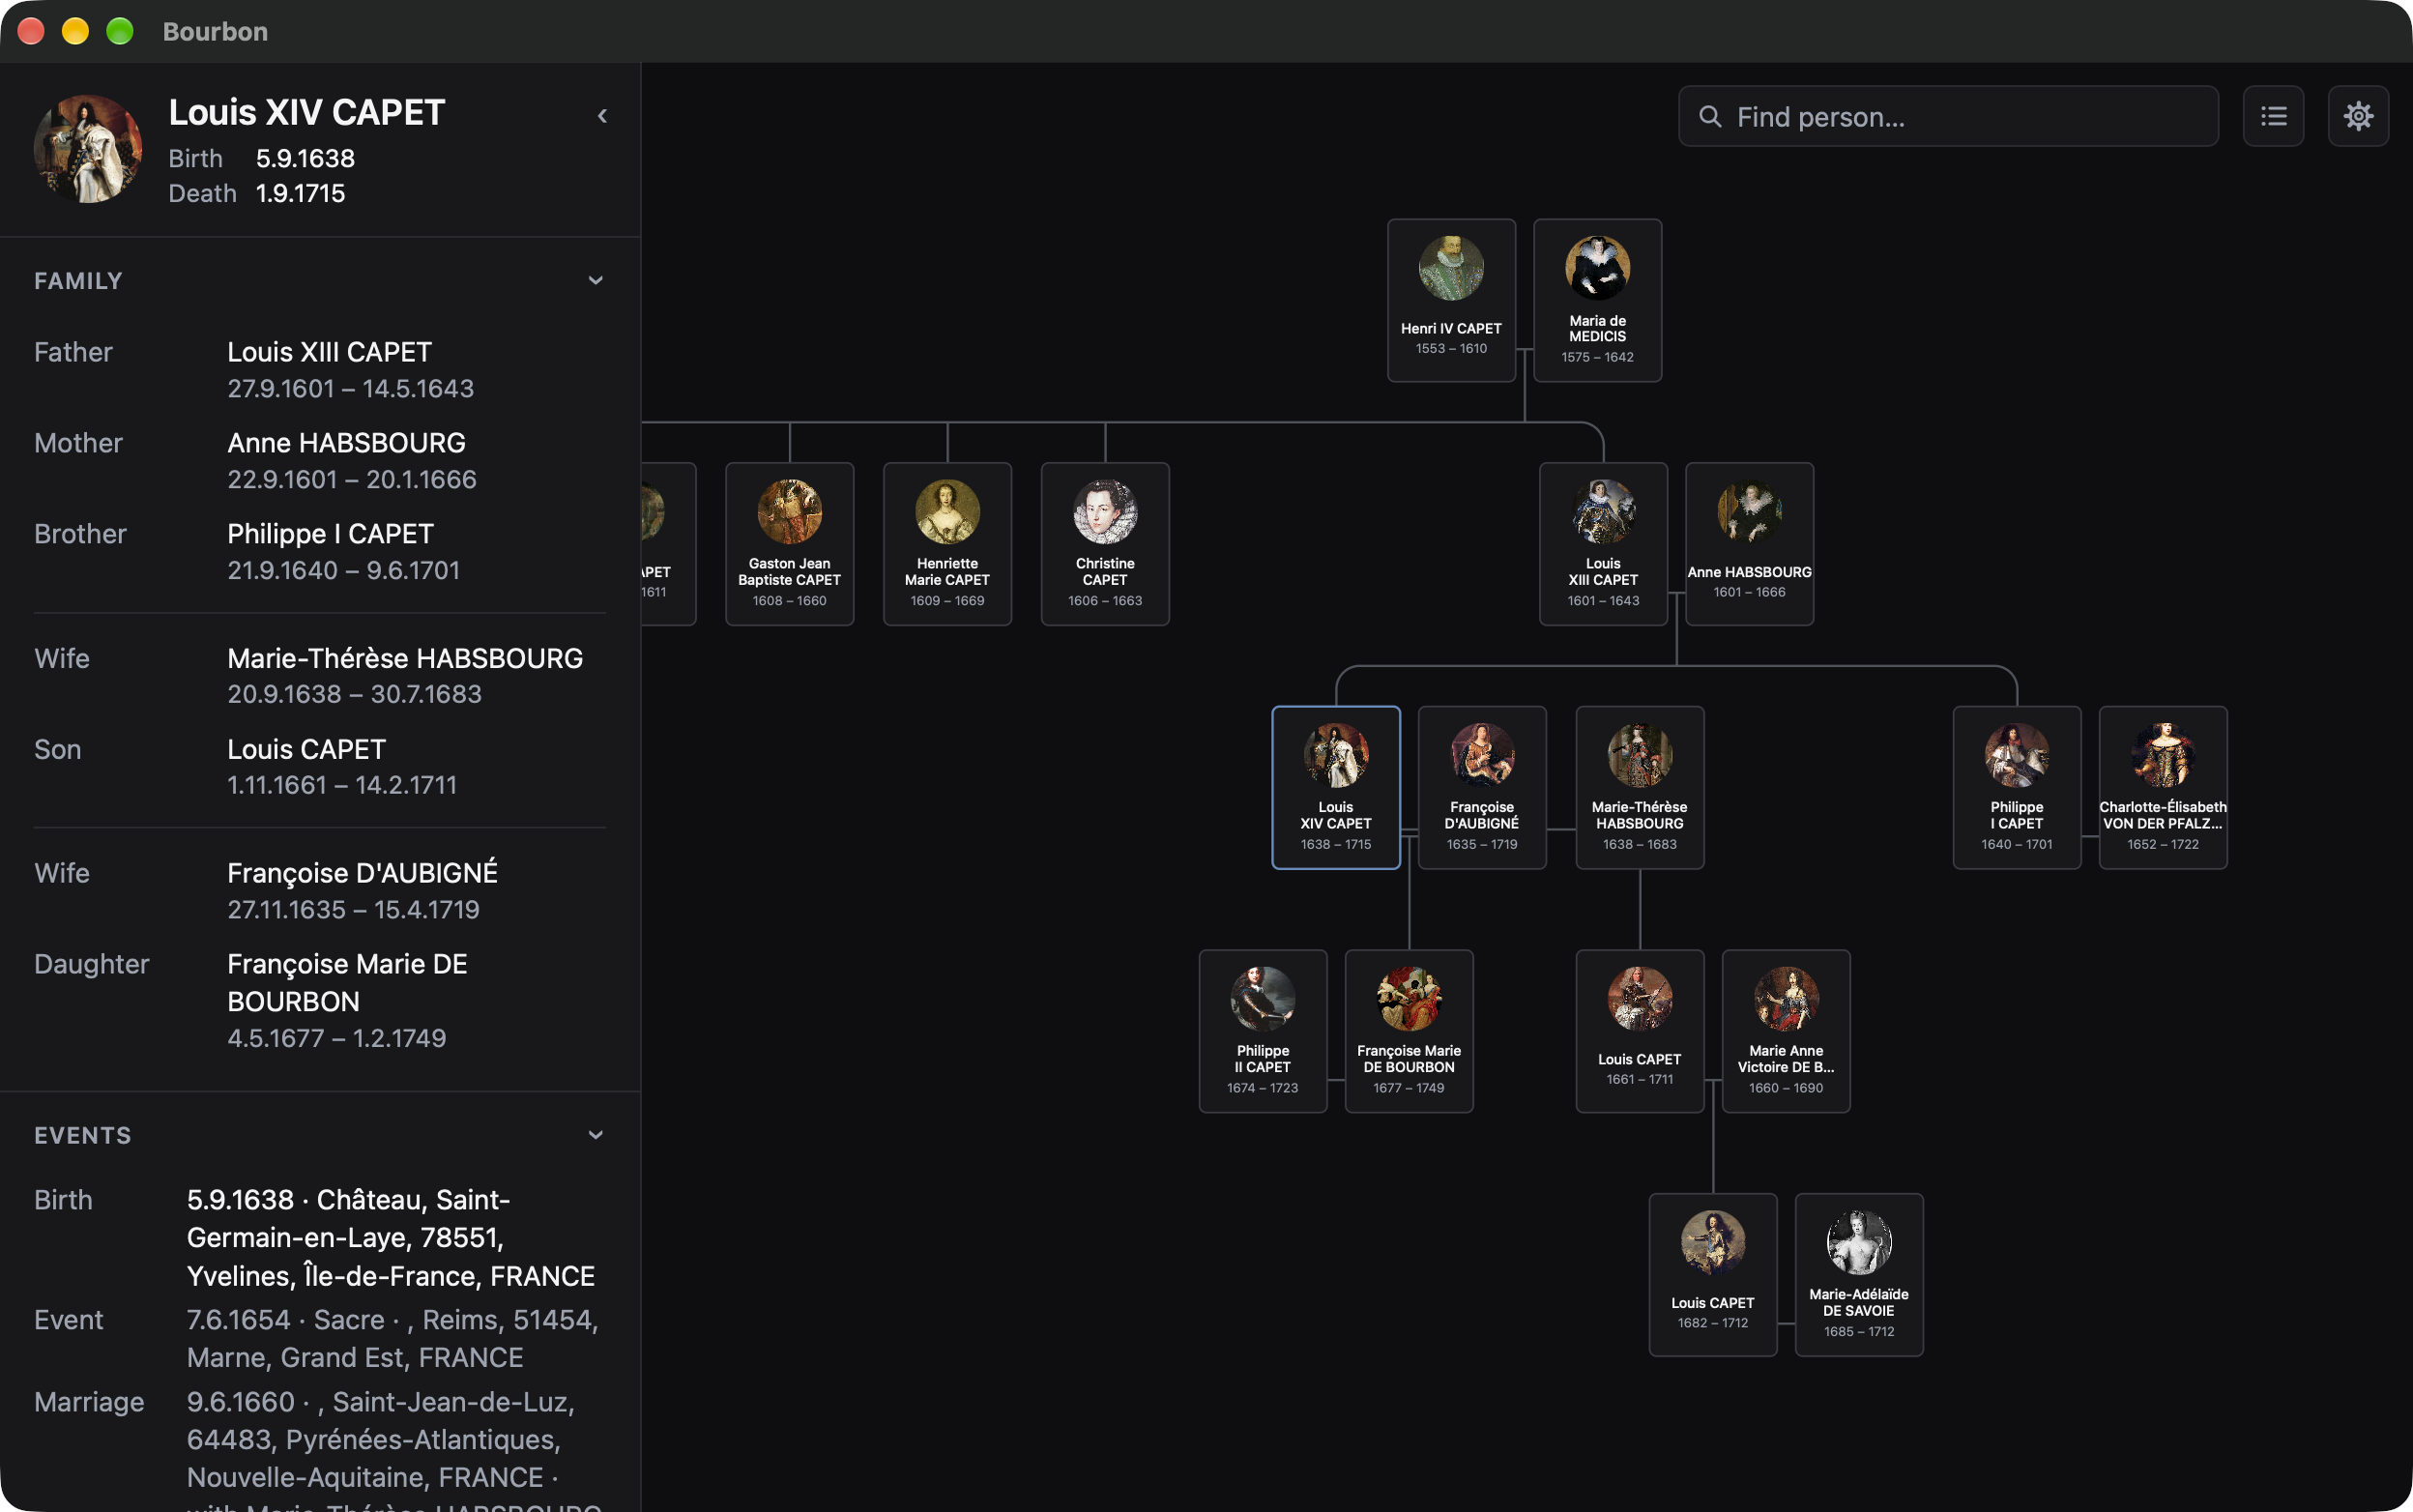 Bourbon
Louis XIV CAPET
Birth 5.9.1638
Death 1.9.1715
FAMILY
Father Louis XIII CAPET
27.9.1601 – 14.5.1643
Mother Anne HABSBOURG
22.9.1601 – 20.1.1666
Brother Philippe I CAPET
21.9.1640 – 9.6.1701
Wife Marie-Thérèse HABSBOURG
20.9.1638 – 30.7.1683
Son Louis CAPET
1.11.1661 – 14.2.1711
Wife Françoise D'AUBIGNÉ
27.11.1635 – 15.4.1719
Daughter Françoise Marie DE
BOURBON
4.5.1677 – 1.2.1749
EVENTS
Birth 5.9.1638 · Château, Saint-
Germain-en-Laye, 78551,
Yvelines, Île-de-France, FRANCE
Event 7.6.1654 · Sacre · , Reims, 51454,
Marne, Grand Est, FRANCE
Marriage 9.6.1660 · , Saint-Jean-de-Luz,
64483, Pyrénées-Atlantiques,
Nouvelle-Aquitaine, FRANCE ·
with Marie-Thérèse HABSBOURG
Find person...
Henri IV CAPET
1553 – 1610
Maria de
MEDICIS
1575 – 1642
1611
Gaston Jean
Baptiste CAPET
1608 – 1660
Henriette
Marie CAPET
1609 – 1669
Christine
CAPET
1606 – 1663
Louis
XIII CAPET
1601 – 1643
Anne HABSBOURG
1601 – 1666
Louis
XIV CAPET
1638 – 1715
Françoise
D'AUBIGNÉ
1635 – 1719
Marie-Thérèse
HABSBOURG
1638 – 1683
Philippe
I CAPET
1640 – 1701
Charlotte-Élisabeth
VON DER PFALZ...
1652 – 1722
Philippe
II CAPET
1674 – 1723
Françoise Marie
DE BOURBON
1677 – 1749
Louis CAPET
1661 – 1711
Marie Anne
Victoire DE B...
1660 – 1690
Louis CAPET
1682 – 1712
Marie-Adélaïde
DE SAVOIE
1685 – 1712